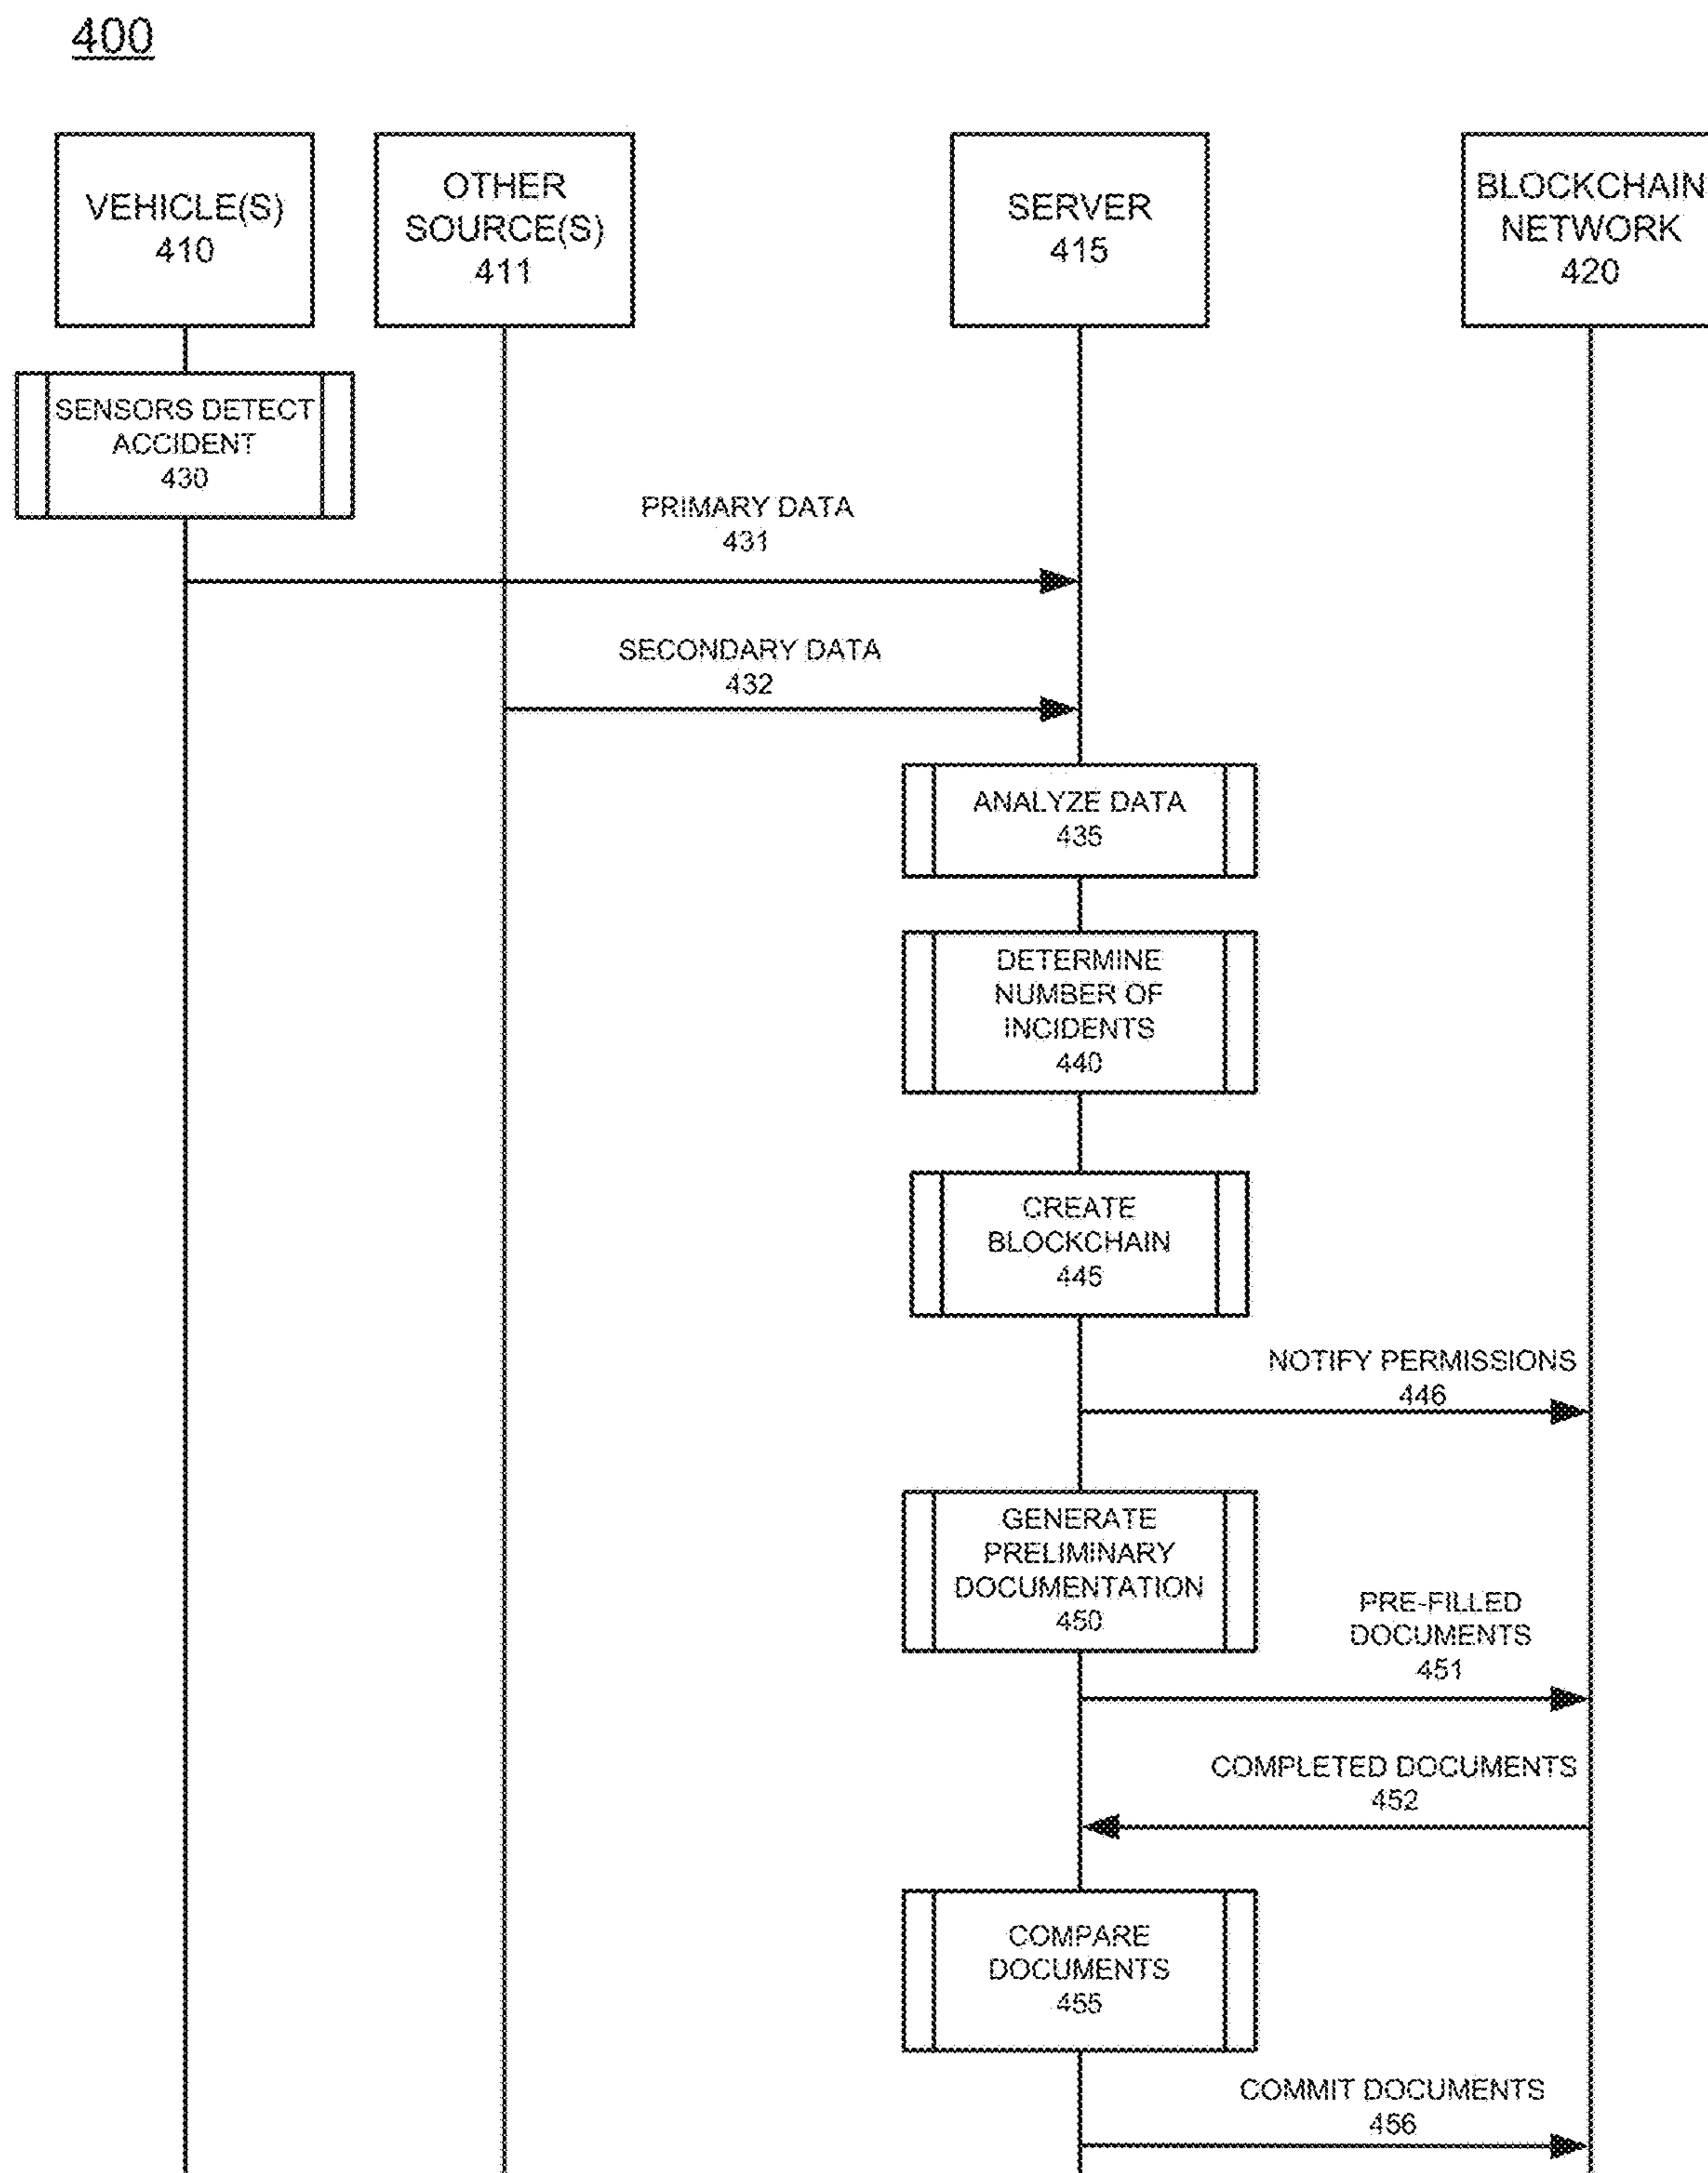 400
VEHICLE(S)
410
OTHER
SOURCE(S)
411
SERVER
415
BLOCKCHAIN
NETWORK
420
SENSORS DETECT
ACCIDENT
430
PRIMARY DATA
431
SECONDARY DATA
432
ANALYZE DATA
435
DETERMINE
NUMBER OF
INCIDENTS
440
CREATE
BLOCKCHAIN
445
NOTIFY PERMISSIONS
446
GENERATE
PRELIMINARY
DOCUMENTATION
450
PRE-FILLED
DOCUMENTS
451
COMPLETED DOCUMENTS
452
COMPARE
DOCUMENTS
455
COMMIT DOCUMENTS
456